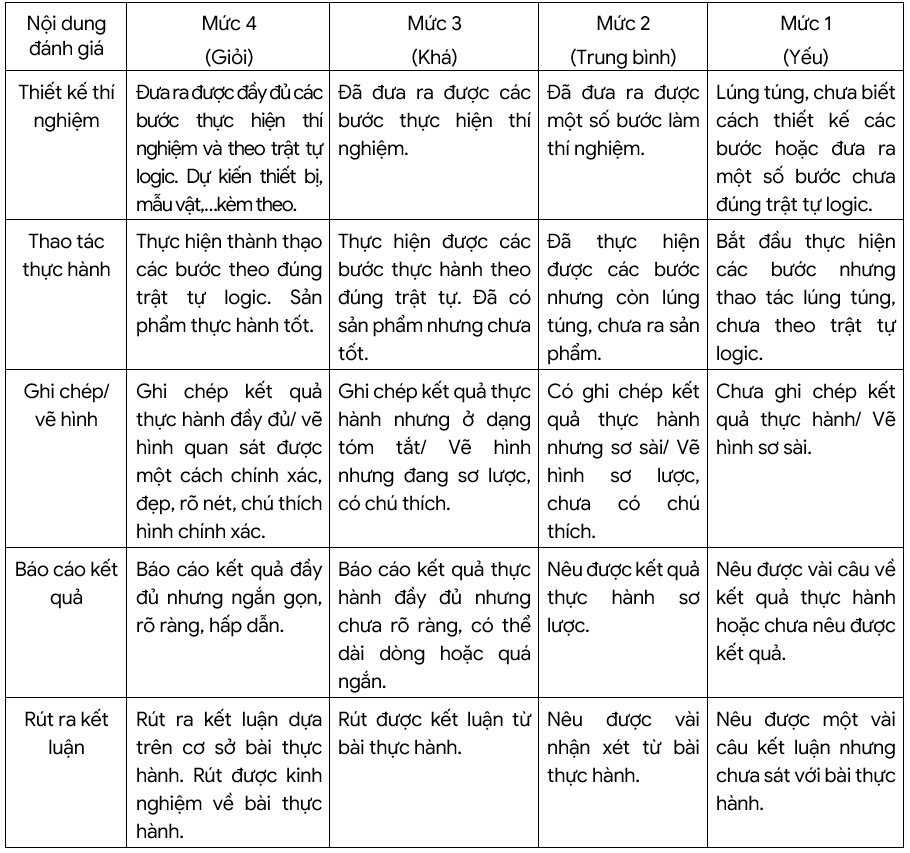 Nội dung
đánh giá
Mức 4
(Giỏi)
Mức 3
(Khá)
Mức 2
(Trung bình)
Mức 1
(Yếu)
Thiết kế thí
nghiệm
Đưa ra được đầy đủ các
bước thực hiện thí
nghiệm và theo trật tự
logic. Dự kiến thiết bị,
mẫu vật,...kèm theo.
Đã đưa ra được các
bước thực hiện thí
nghiệm.
Đã đưa ra được
một số bước làm
thí nghiệm.
Lúng túng, chưa biết
cách thiết kế các
bước hoặc đưa ra
một số bước chưa
đúng trật tự logic.
Thao tác
thực hành
Thực hiện thành thạo
các bước theo đúng
trật tự logic. Sản
phẩm thực hành tốt.
Thực hiện được các
bước thực hành theo
đúng trật tự. Đã có
sản phẩm nhưng chưa
tốt.
Đã thực hiện
được các bước
nhưng còn lúng
túng, chưa ra sản
phẩm.
Bắt đầu thực hiện
các bước nhưng
thao tác lúng túng,
chưa theo trật tự
logic.
Ghi chép/
vẽ hình
Ghi chép kết quả
thực hành đầy đủ/ vẽ
hình quan sát được
một cách chính xác,
đẹp, rõ nét, chú thích
hình chính xác.
Ghi chép kết quả thực
hành nhưng ở dạng
tóm tắt/ Vẽ hình
nhưng đang sơ lược,
có chú thích.
Có ghi chép kết
quả thực hành
nhưng sơ sài/ Vẽ
hình sơ lược,
chưa có chú
thích.
Chưa ghi chép kết
quả thực hành/ Vẽ
hình sơ sài.
Báo cáo kết
quả
Báo cáo kết quả đầy
đủ nhưng ngắn gọn,
rõ ràng, hấp dẫn.
Báo cáo kết quả thực
hành đầy đủ nhưng
chưa rõ ràng, có thể
dài dòng hoặc quá
ngắn.
Nêu được kết quả
thực hành sơ
lược.
Nêu được vài câu về
kết quả thực hành
hoặc chưa nêu được
kết quả.
Rút ra kết
luận
Rút ra kết luận dựa
trên cơ sở bài thực
hành. Rút được kinh
nghiệm về bài thực
hành.
Rút được kết luận từ
bài thực hành.
Nêu được vài
nhận xét từ bài
thực hành.
Nêu được một vài
câu kết luận nhưng
chưa sát với bài thực
hành.